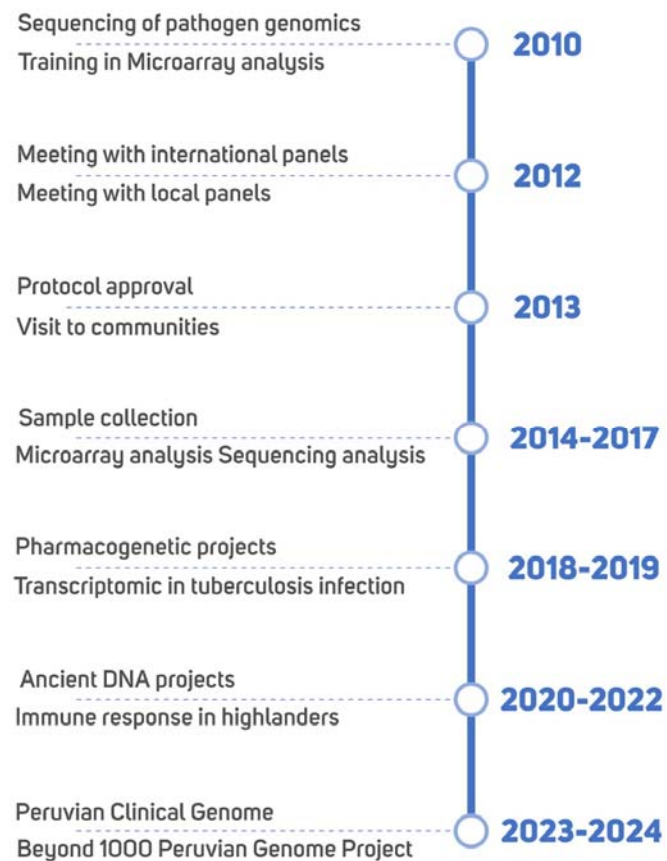 Sequencing of pathogen genomics
2010
Training in Microarray analysis
Meeting with international panels
2012
Meeting with local panels
Protocol approval
2013
Visit to communities
Sample collection
2014-2017
Microarray analysis Sequencing analysis
Pharmacogenetic projects
2018-2019
Transcriptomic in tuberculosis infection
Ancient DNA projects
2020-2022
Immune response in highlanders
Peruvian Clinical Genome
2023-2024
Beyond 1000 Peruvian Genome Project